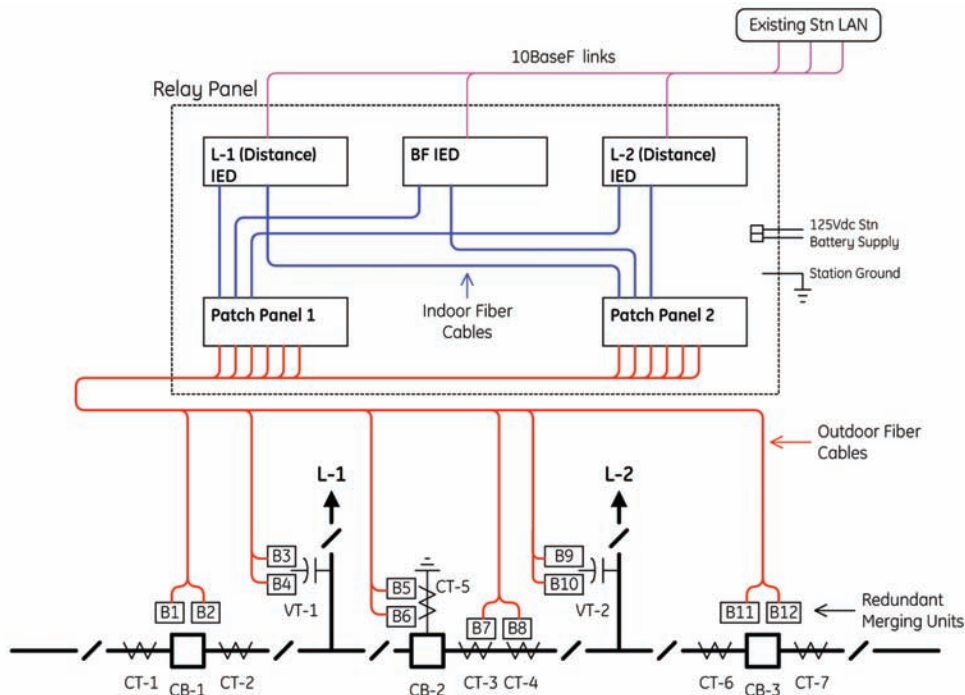 Existing Stn LAN
10BaseF links
Relay Panel
L-1 (Distance)
IED
BF IED
L-2 (Distance)
IED
125Vdc Stn
Battery Supply
Station Ground
Patch Panel 1
Indoor Fiber
Cables
Patch Panel 2
Outdoor Fiber
Cables
L-1
L-2
B3
B4
VT-1
B5
B6
CT-5
B9
B10
VT-2
B1
B2
B7
B8
B11
B12
Redundant
Merging Units
CT-1
CB-1
CT-2
CB-2
CT-3
CT-4
CT-6
CB-3
CT-7